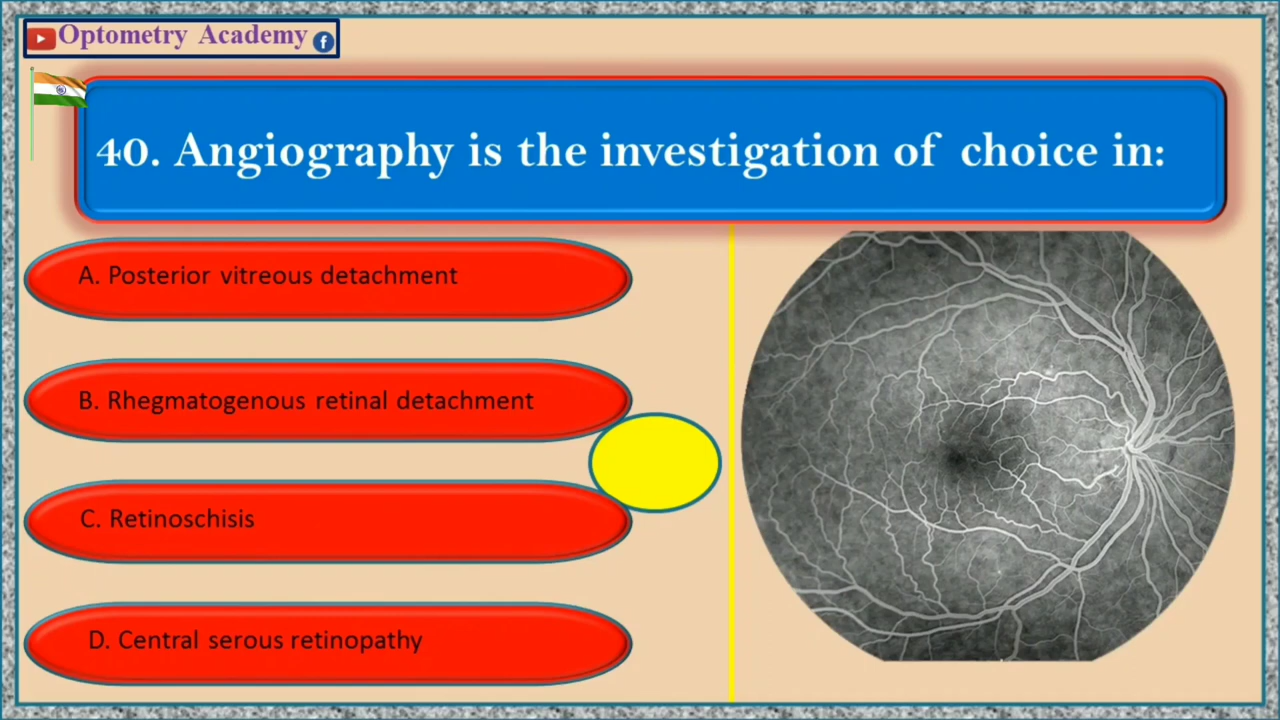 Optometry Academy
40. Angiography is the investigation of choice in:
A. Posterior vitreous detachment
B. Rhegmatogenous retinal detachment
C. Retinoschisis
D. Central serous retinopathy